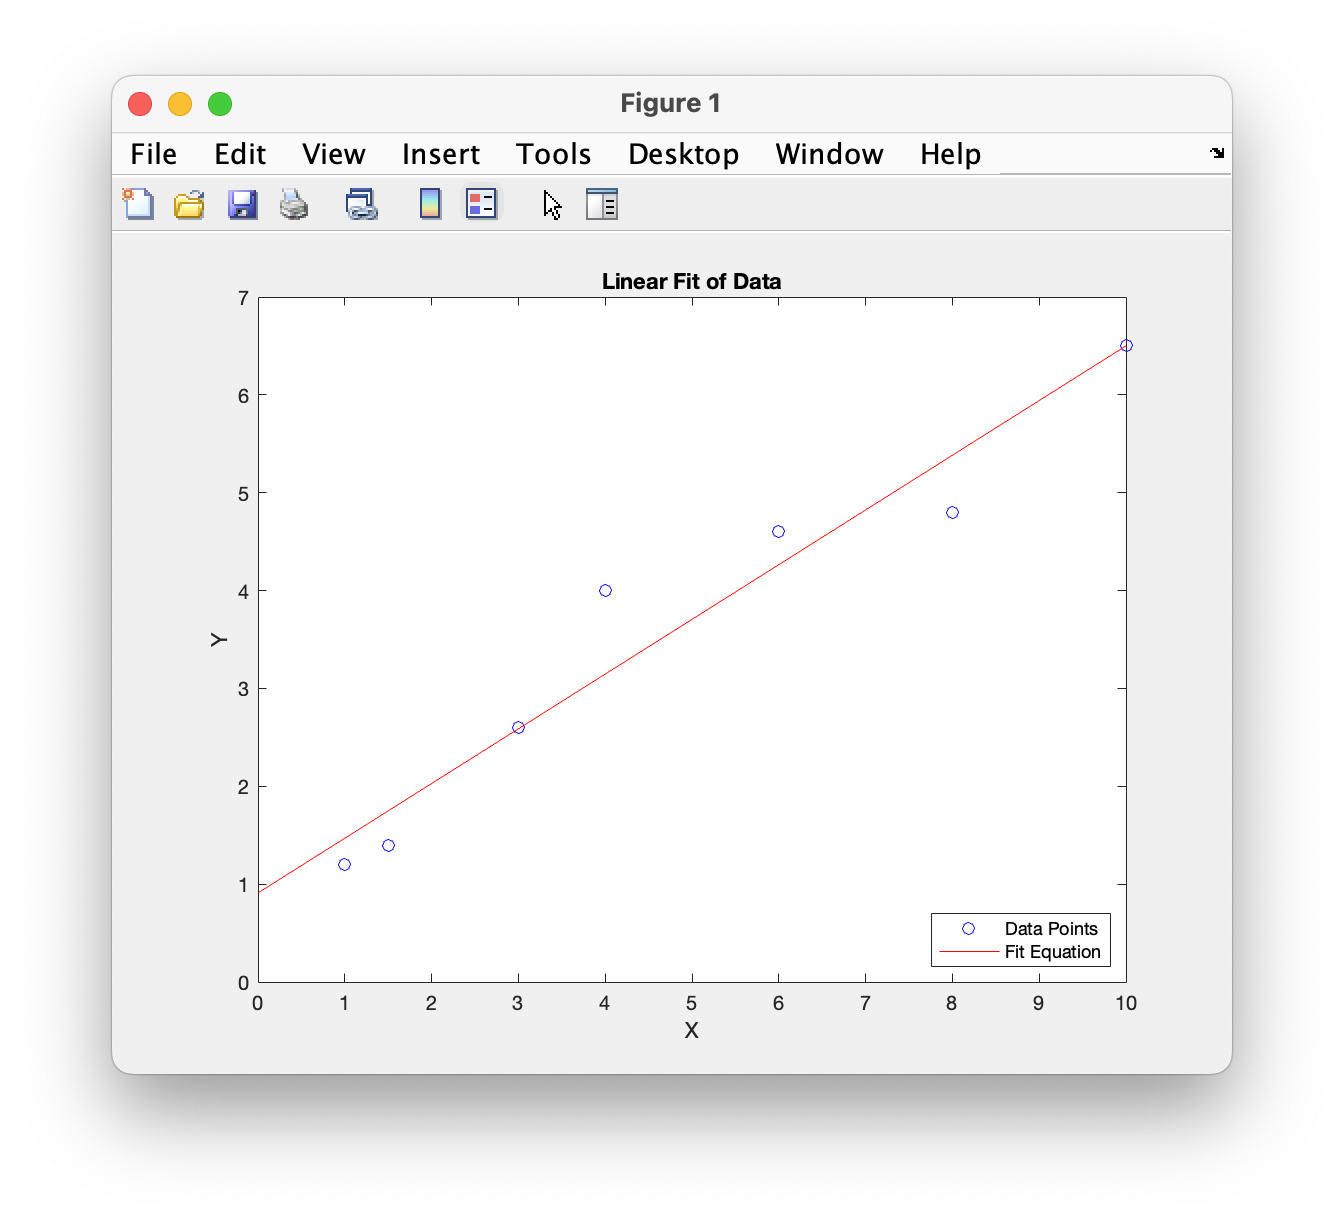 Figure 1
File Edit View Insert Tools Desktop Window Help
Linear Fit of Data
7
6
5
4
3
2
1
0
Y
0 1 2 3 4 5 6 7 8 9 10
X
Data Points
Fit Equation